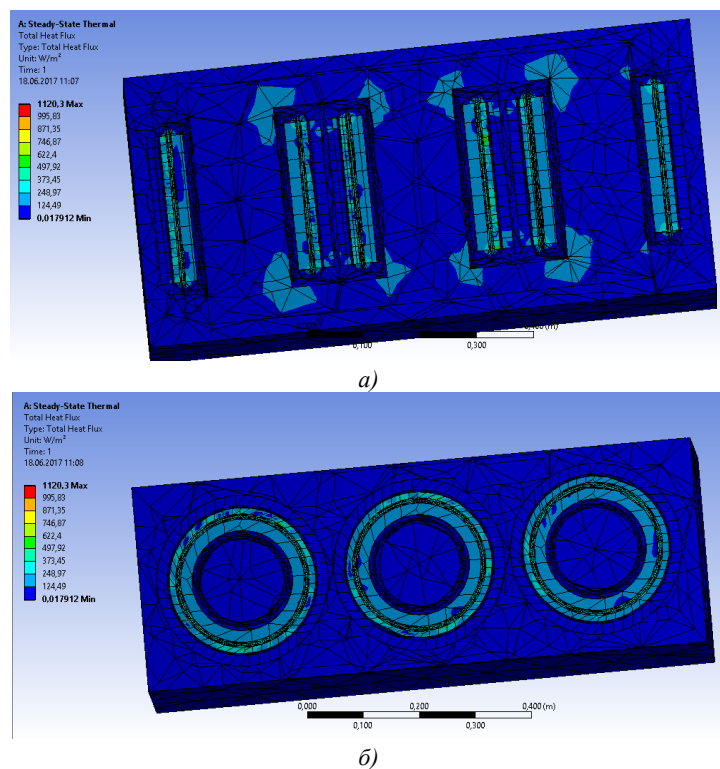 A: Steady-State Thermal
Total Heat Flux
Type: Total Heat Flux
Unit: W/m²
Time: 1
18.06.2017 11:07
1120,3 Max
995,83
871,35
746,87
622,4
497,92
373,45
248,97
124,49
0,017912 Min
0,100
0,300
а)
A: Steady-State Thermal
Total Heat Flux
Type: Total Heat Flux
Unit: W/m²
Time: 1
18.06.2017 11:08
1120,3 Max
995,83
871,35
746,87
622,4
497,92
373,45
248,97
124,49
0,017912 Min
0,000 0,200 0,400 (m)
0,100 0,300
б)